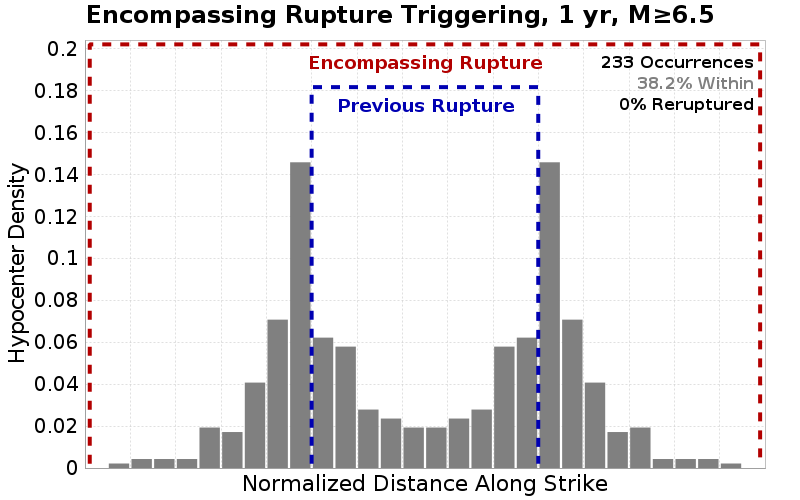 Encompassing Rupture Triggering, 1 yr, M≥6.5
Encompassing Rupture
233 Occurrences
38.2% Within
0% Reruptured
Previous Rupture
Hypocenter Density
0.2
0.18
0.16
0.14
0.12
0.1
0.08
0.06
0.04
0.02
0
Normalized Distance Along Strike